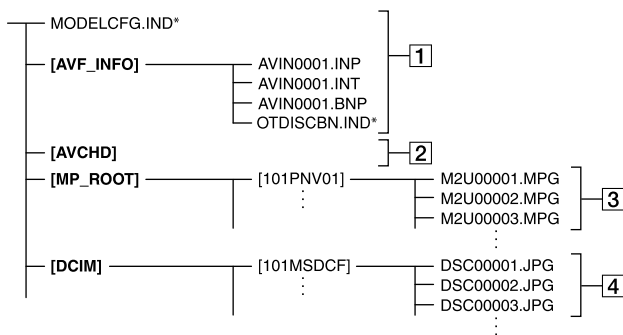 MODELCFG.IND*
[AVF_INFO] AVIN0001.INP
AVIN0001.INT
AVIN0001.BNP
OTDISCBN.IND*
1
[AVCHD]
2
[MP_ROOT] [101PNV01] M2U00001.MPG
M2U00002.MPG
M2U00003.MPG
3
[DCIM] [101MSDCF] DSC00001.JPG
DSC00002.JPG
DSC00003.JPG
4